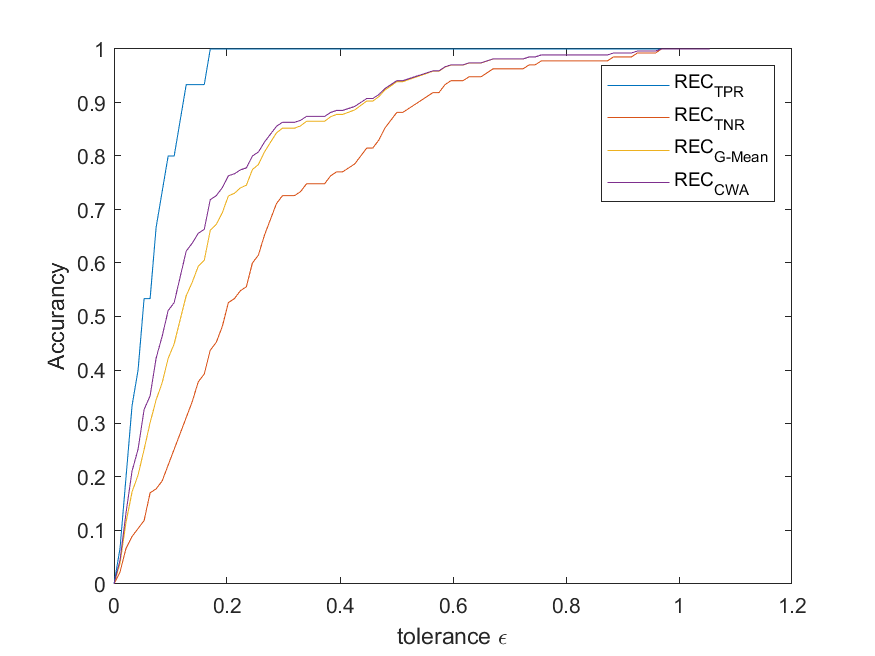 1
0.9
0.8
0.7
0.6
0.5
0.4
0.3
0.2
0.1
0
Accurancy
REC_TPR
REC_TNR
REC_G-Mean
REC_CWA
0 0.2 0.4 0.6 0.8 1 1.2
tolerance ϵ